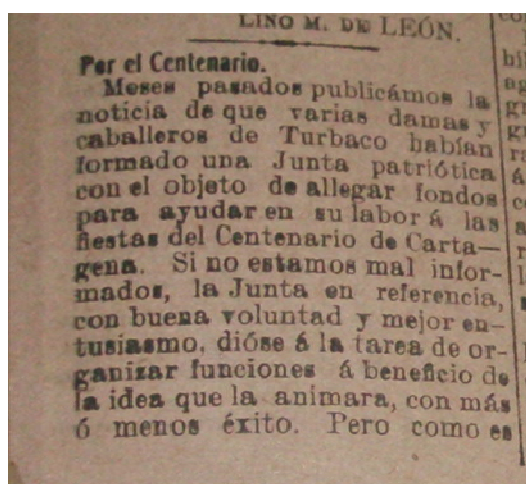 LINO M. DE LEÓN.
Por el Centenario.
Meses pasados publicámos la
noticia de que varias damas y
caballeros de Turbaco habían
formado una Junta patriótica
con el objeto de allegar fondos
para ayudar en su labor á las
fiestas del Centenario de Carta—
gena. Si no estamos mal infor-
mados, la Junta en referencia,
con buena voluntad y mejor en-
tusiasmo, dióse á la tarea de or-
ganizar funciones á beneficio de
la idea que la animara, con más
ó menos éxito. Pero como es